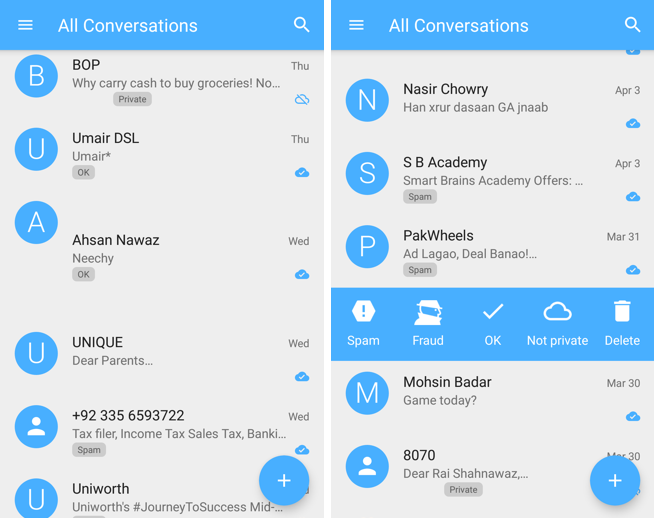 All Conversations
B
BOP
Thu
Why carry cash to buy groceries! No...
Private
U
Umair DSL
Thu
Umair*
OK
A
Ahsan Nawaz
Wed
Neechy
OK
U
UNIQUE
Wed
Dear Parents...
+92 335 6593722
Wed
Tax filer, Income Tax Sales Tax, Banki...
Spam
U
Uniworth
Uniworth's #JourneyToSuccess Mid-...
All Conversations
N
Nasir Chowry
Apr 3
Han xrur dasaan GA jnaab
S
S B Academy
Apr 3
Smart Brains Academy Offers: ...
Spam
P
PakWheels
Mar 31
Ad Lagao, Deal Banao!...
Spam
Spam
Fraud
OK
Not private
Delete
M
Mohsin Badar
Mar 30
Game today?
8070
Mar 30
Dear Rai Shahnawaz,...
Private